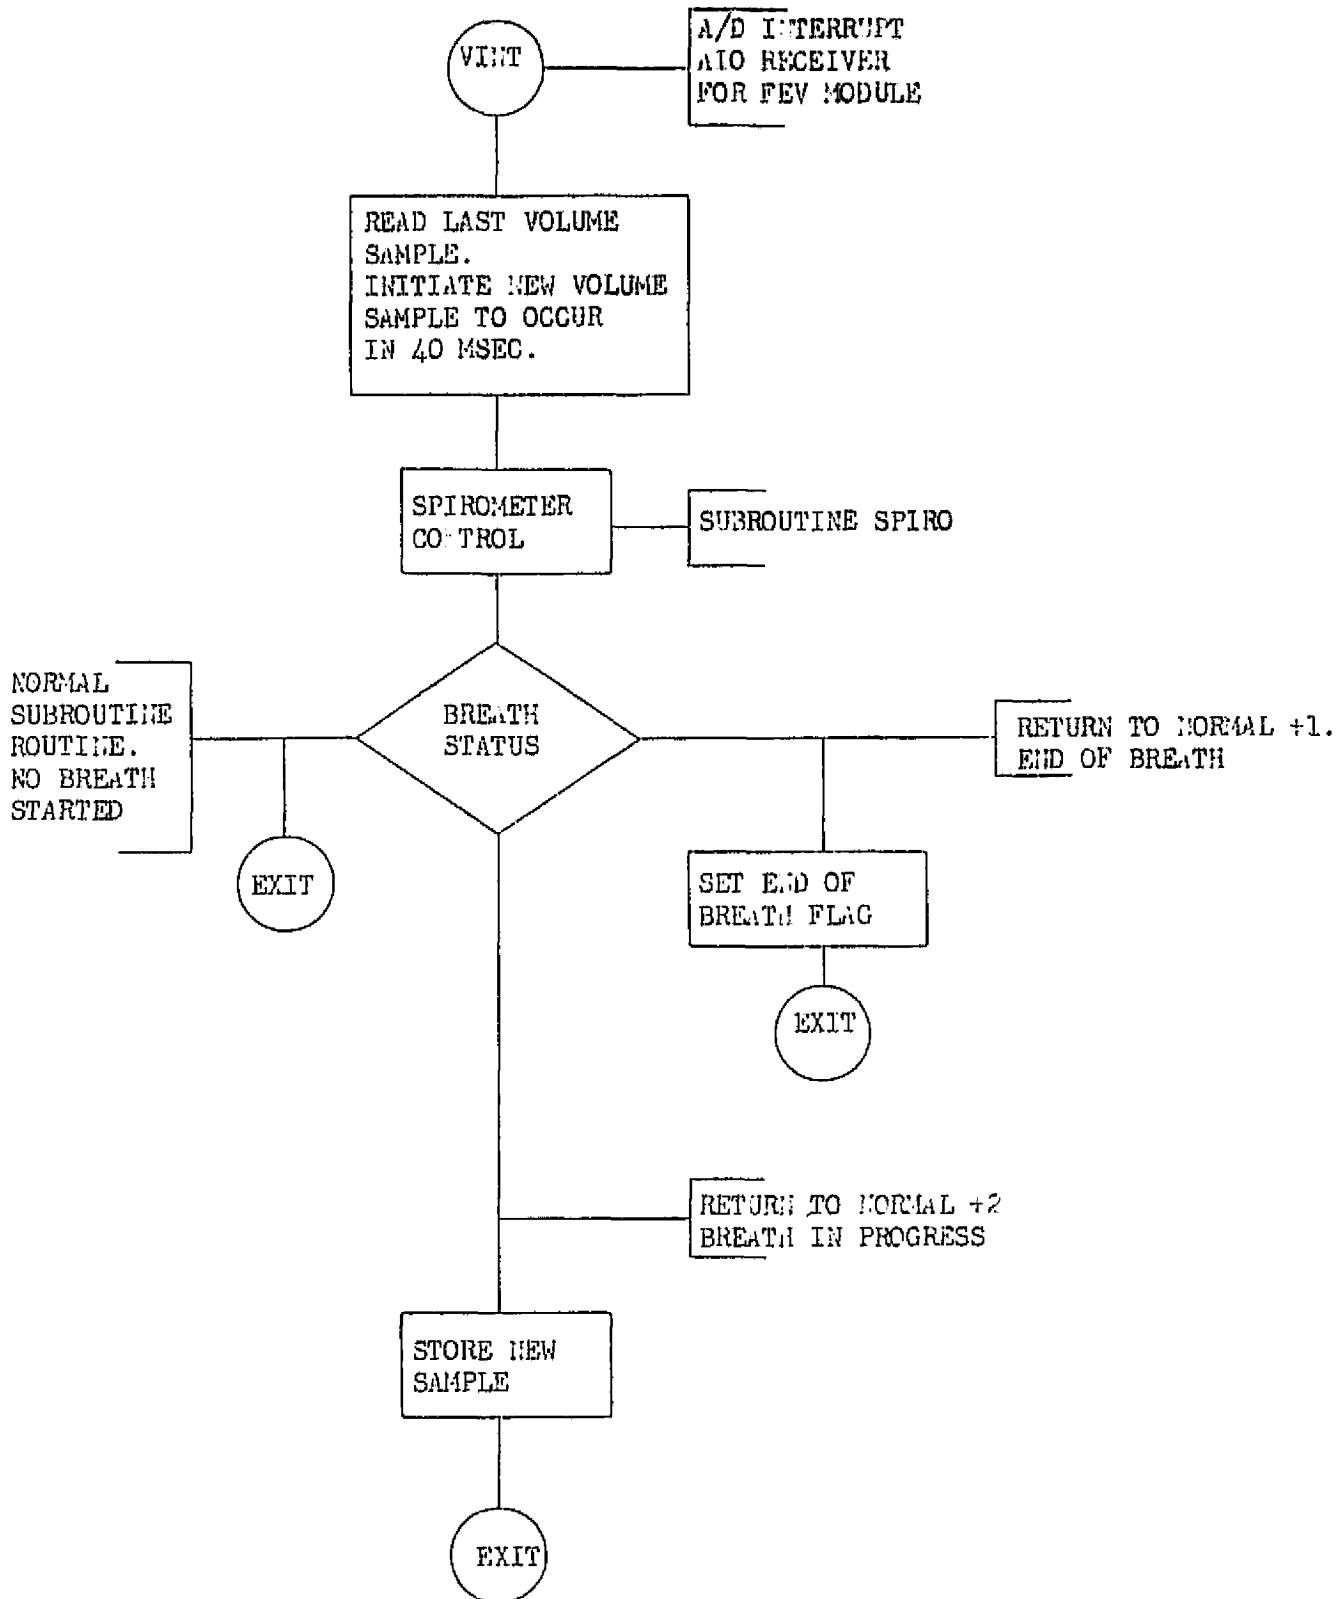 VINT
A/D INTERRUPT
AIO RECEIVER
FOR FEV MODULE
READ LAST VOLUME
SAMPLE.
INITIATE NEW VOLUME
SAMPLE TO OCCUR
IN 40 MSEC.
SPIROMETER
CONTROL
SUBROUTINE SPIRO
NORMAL
SUBROUTINE
ROUTINE.
NO BREATH
STARTED
BREATH
STATUS
RETURN TO NORMAL +1.
END OF BREATH
EXIT
SET END OF
BREATH FLAG
EXIT
RETURN TO NORMAL +2
BREATH IN PROGRESS
STORE NEW
SAMPLE
EXIT